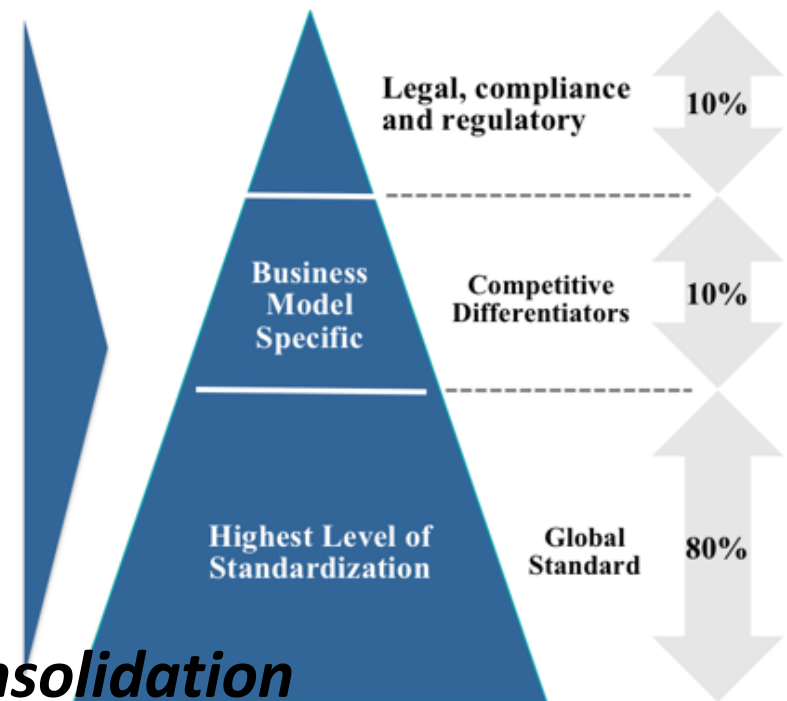 Legal, compliance
and regulatory
10%
Business
Model
Specific
Competitive
Differentiators
10%
Highest Level of
Standardization
Global
Standard
80%
nsolidation